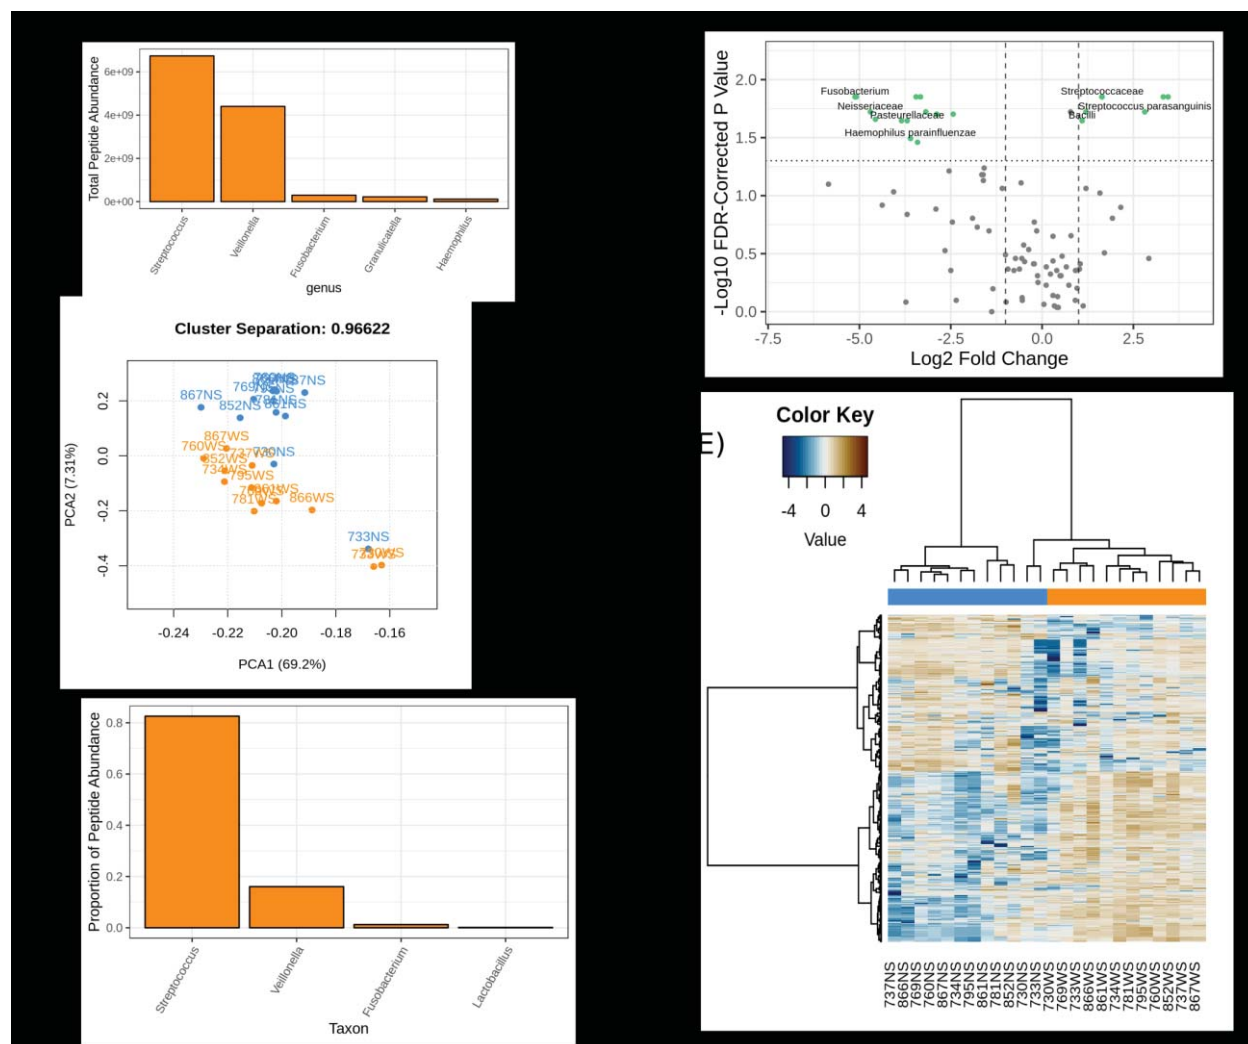 Total Peptide Abundance
6e+09
4e+09
2e+09
0e+00
Streptococcus
Veillonella
Fusobacterium
Granulicatella
Haemophilus
genus
-Log10 FDR-Corrected P Value
2.0
1.5
1.0
0.5
0.0
Fusobacterium
Streptococcaceae
Neisseriaceae
Streptococcus parasanguinis
Pasteurellaceae
Bacilli
Haemophilus parainfluenzae
-7.5
-5.0
-2.5
0.0
2.5
Log2 Fold Change
Cluster Separation: 0.96622
PCA2 (7.31%)
0.2
0.0
-0.2
-0.4
867NS
852NS
730NS
867WS
760WS
852WS
737WS
734WS
795WS
781WS
866WS
733NS
-0.24
-0.22
-0.20
-0.18
-0.16
PCA1 (69.2%)
E)
Color Key
-4 0 4
Value
737NS
866NS
769NS
760NS
867NS
734NS
795NS
861NS
781NS
852NS
730NS
733NS
730WS
769WS
733WS
866WS
861WS
734WS
781WS
795WS
760WS
852WS
737WS
867WS
Proportion of Peptide Abundance
0.8
0.6
0.4
0.2
0.0
Streptococcus
Veillonella
Fusobacterium
Lactobacillus
Taxon